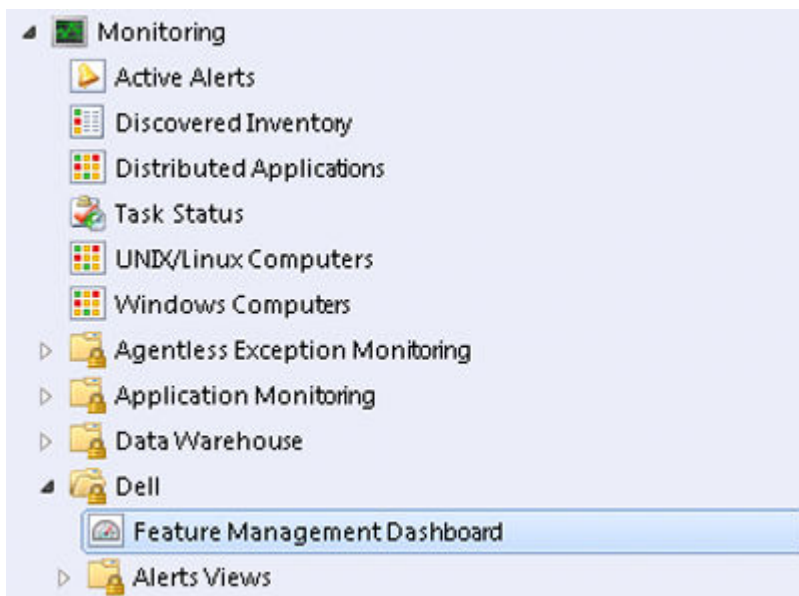 Monitoring
Active Alerts
Discovered Inventory
Distributed Applications
Task Status
UNIX/Linux Computers
Windows Computers
Agentless Exception Monitoring
Application Monitoring
Data Warehouse
Dell
Feature Management Dashboard
Alerts Views